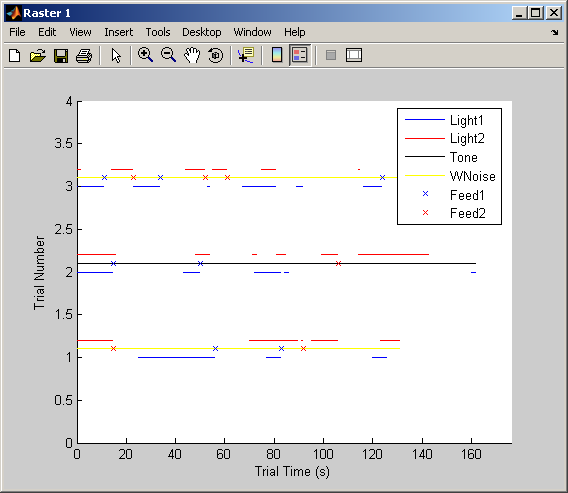 Raster 1
File Edit View Insert Tools Desktop Window Help
4
3.5
3
2.5
2
1.5
1
0.5
0
Trial Number
Light1
Light2
Tone
WNoise
Feed1
Feed2
0 20 40 60 80 100 120 140 160
Trial Time (s)